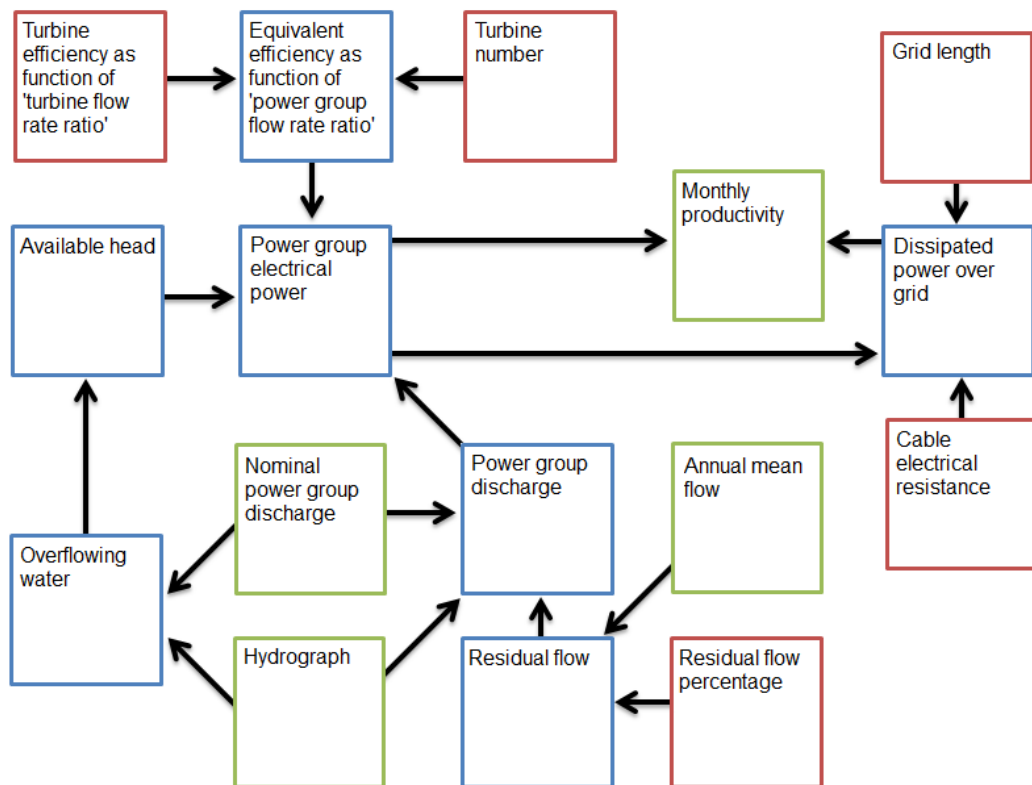 Turbine
efficiency as
function of
'turbine flow
rate ratio'
Equivalent
efficiency as
function of
'power group
flow rate ratio'
Turbine
number
Grid length
Monthly
productivity
Available head
Power group
electrical
power
Dissipated
power over
grid
Nominal
power group
discharge
Power group
discharge
Annual mean
flow
Cable
electrical
resistance
Overflowing
water
Hydrograph
Residual flow
Residual flow
percentage